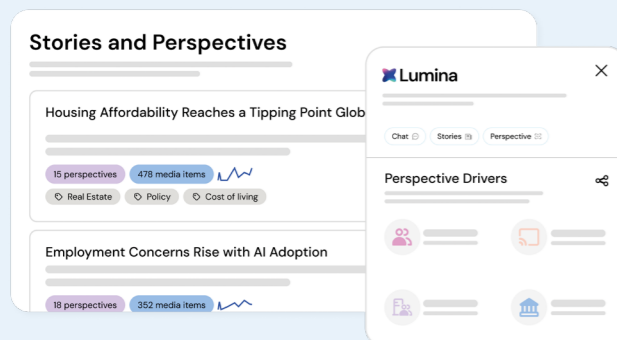 Stories and Perspectives
Housing Affordability Reaches a Tipping Point Glob
15 perspectives
478 media items
Real Estate
Policy
Cost of living
Employment Concerns Rise with AI Adoption
18 perspectives
352 media items
Lumina
Chat
Stories
Perspective
Perspective Drivers